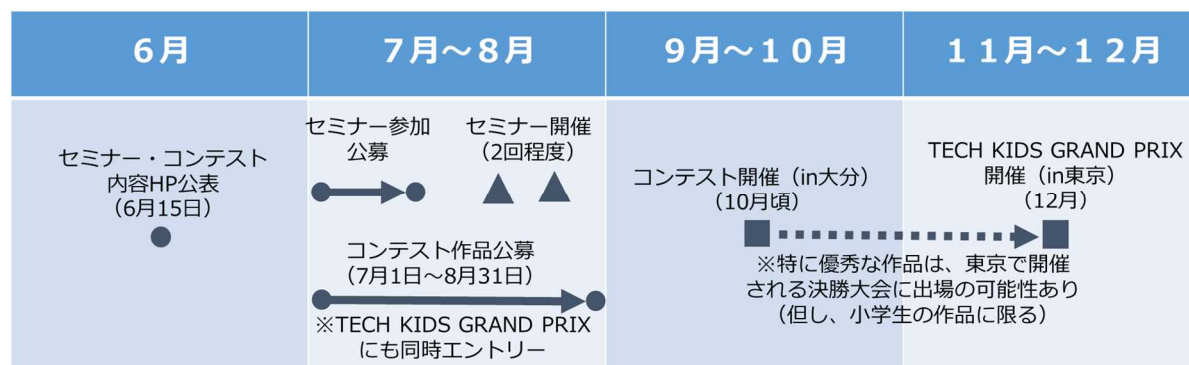 6月
7月～8月
9月～10月
11月～12月
セミナー・コンテスト
内容HP公表
（6月15日）
セミナー参加
公募
セミナー開催
（2回程度）
コンテスト作品公募
（7月1日～8月31日）
※TECH KIDS GRAND PRIX
にも同時エントリー
コンテスト開催（in大分）
（10月頃）
TECH KIDS GRAND PRIX
開催（in東京）
（12月）
※特に優秀な作品は、東京で開催
される決勝大会に出場の可能性あり
（但し、小学生の作品に限る）